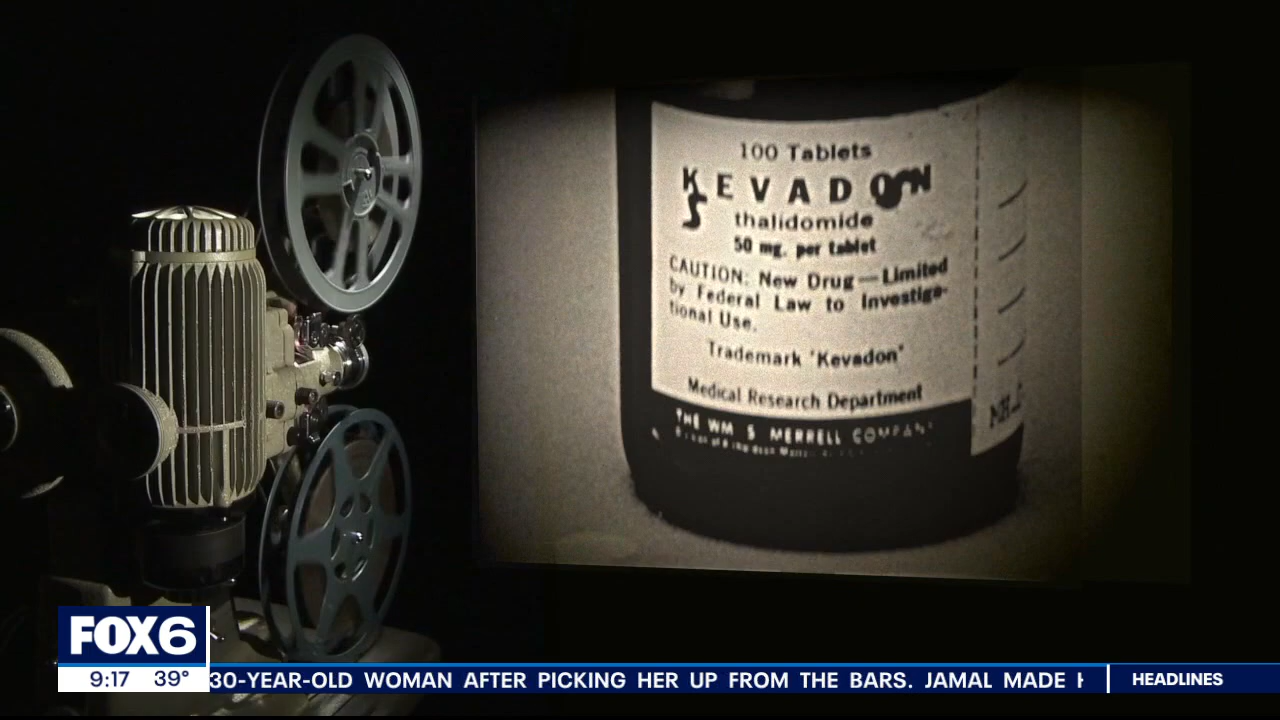 100 Tablets
KEVADON
thalidomide
50 mg. per tablet
CAUTION: New Drug—Limited
by Federal Law to Investiga-
tional Use.
Trademark 'Kevadon'
Medical Research Department
THE WM S MERRELL COMPANY
FOX6
9:17 39°
30-YEAR-OLD WOMAN AFTER PICKING HER UP FROM THE BARS. JAMAL MADE
HEADLINES